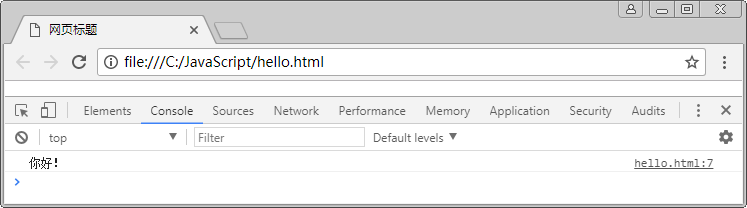 网页标题
file:///C:/JavaScript/hello.html
Elements Console Sources Network Performance Memory Application Security Audits
top Filter Default levels
你好! hello.html:7